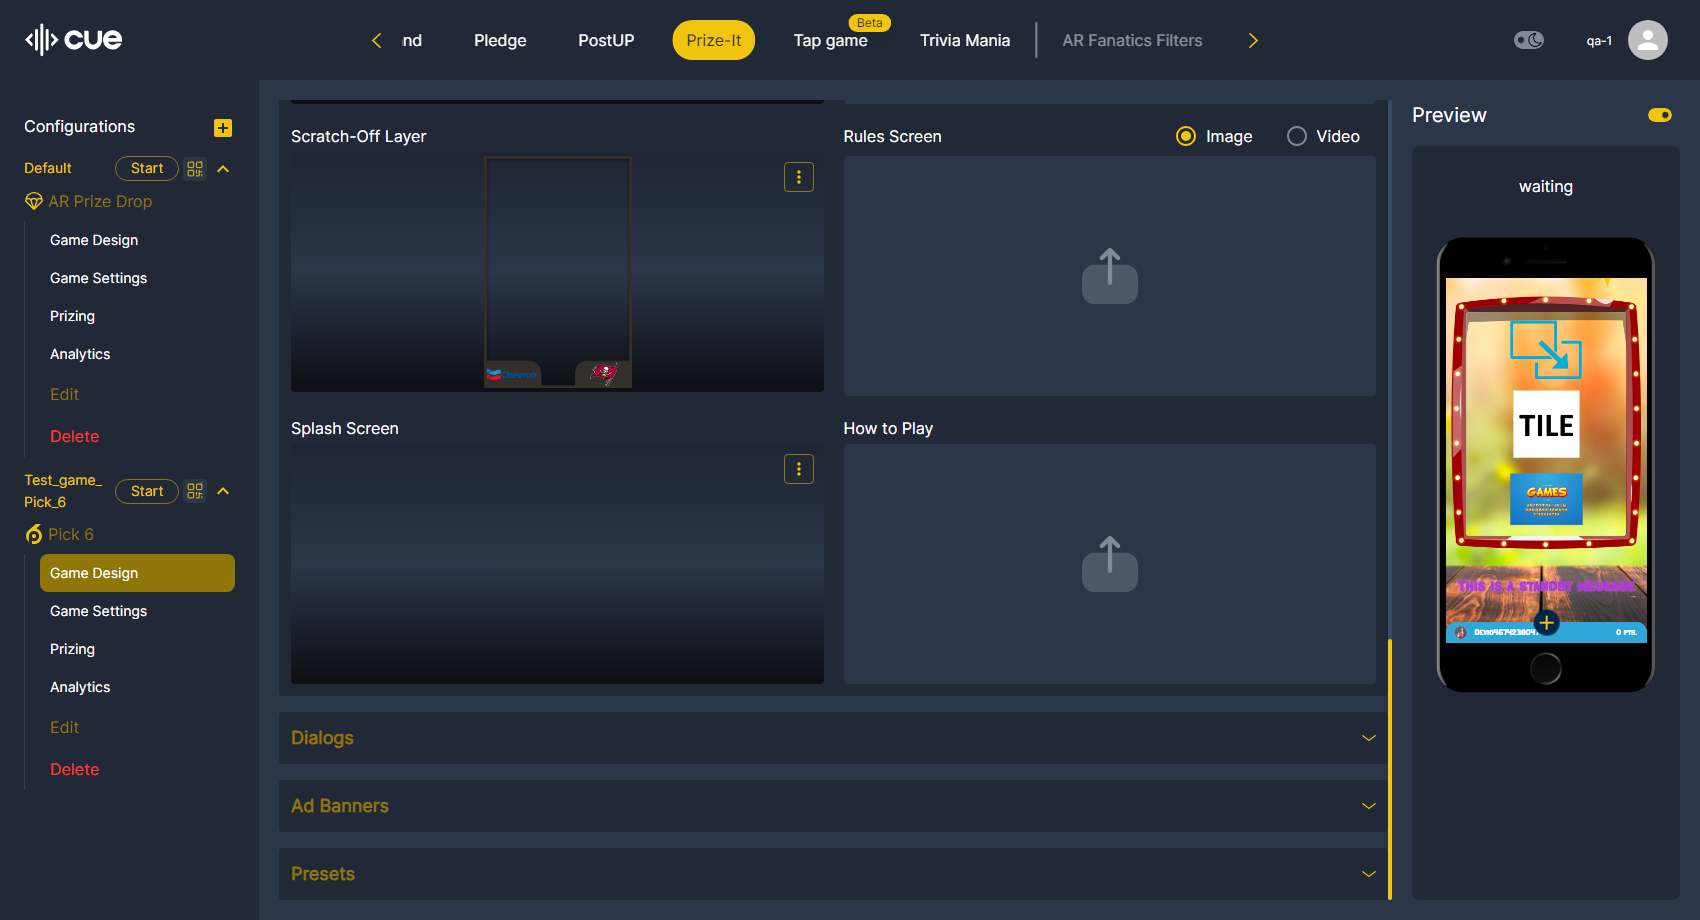 cue
nd
Pledge
PostUP
Prize-It
Beta
Tap game
Trivia Mania
AR Fanatics Filters
qa-1
Configurations
Default
Start
AR Prize Drop
Game Design
Game Settings
Prizing
Analytics
Edit
Delete
Test_game_
Pick_6
Start
Pick 6
Game Design
Game Settings
Prizing
Analytics
Edit
Delete
Scratch-Off Layer
Chevron
Rules Screen
Image
Video
Splash Screen
How to Play
Dialogs
Ad Banners
Presets
Preview
waiting
TILE
GAMES
THIS IS A STANDBY MESSAGE
0 PTS.